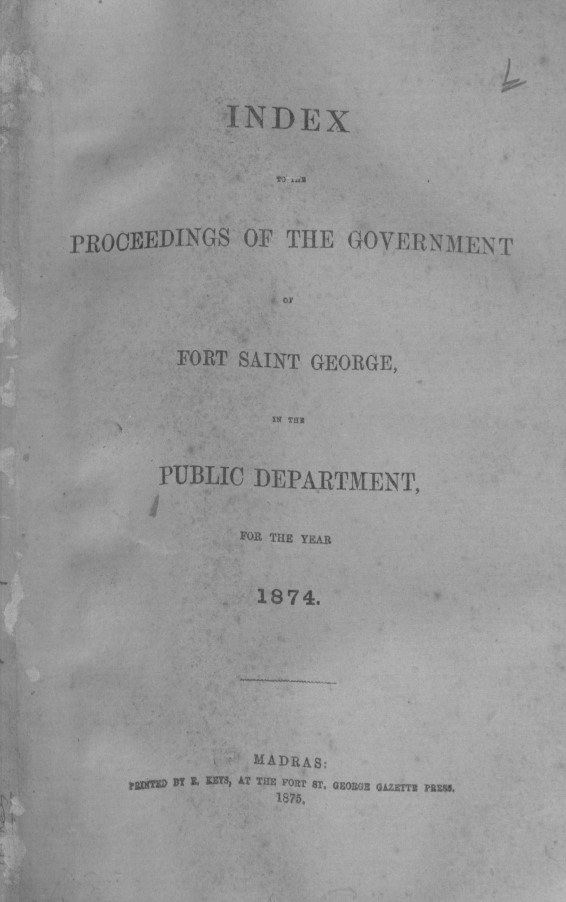 L
INDEX
TO THE
PROCEEDINGS OF THE GOVERNMENT
OF
FORT SAINT GEORGE,
IN THE
PUBLIC DEPARTMENT,
FOR THE YEAR
1874.
MADRAS:
PRINTED BY E. KEYS, AT THE FORT ST. GEORGE GAZETTE PRESS.
1875.